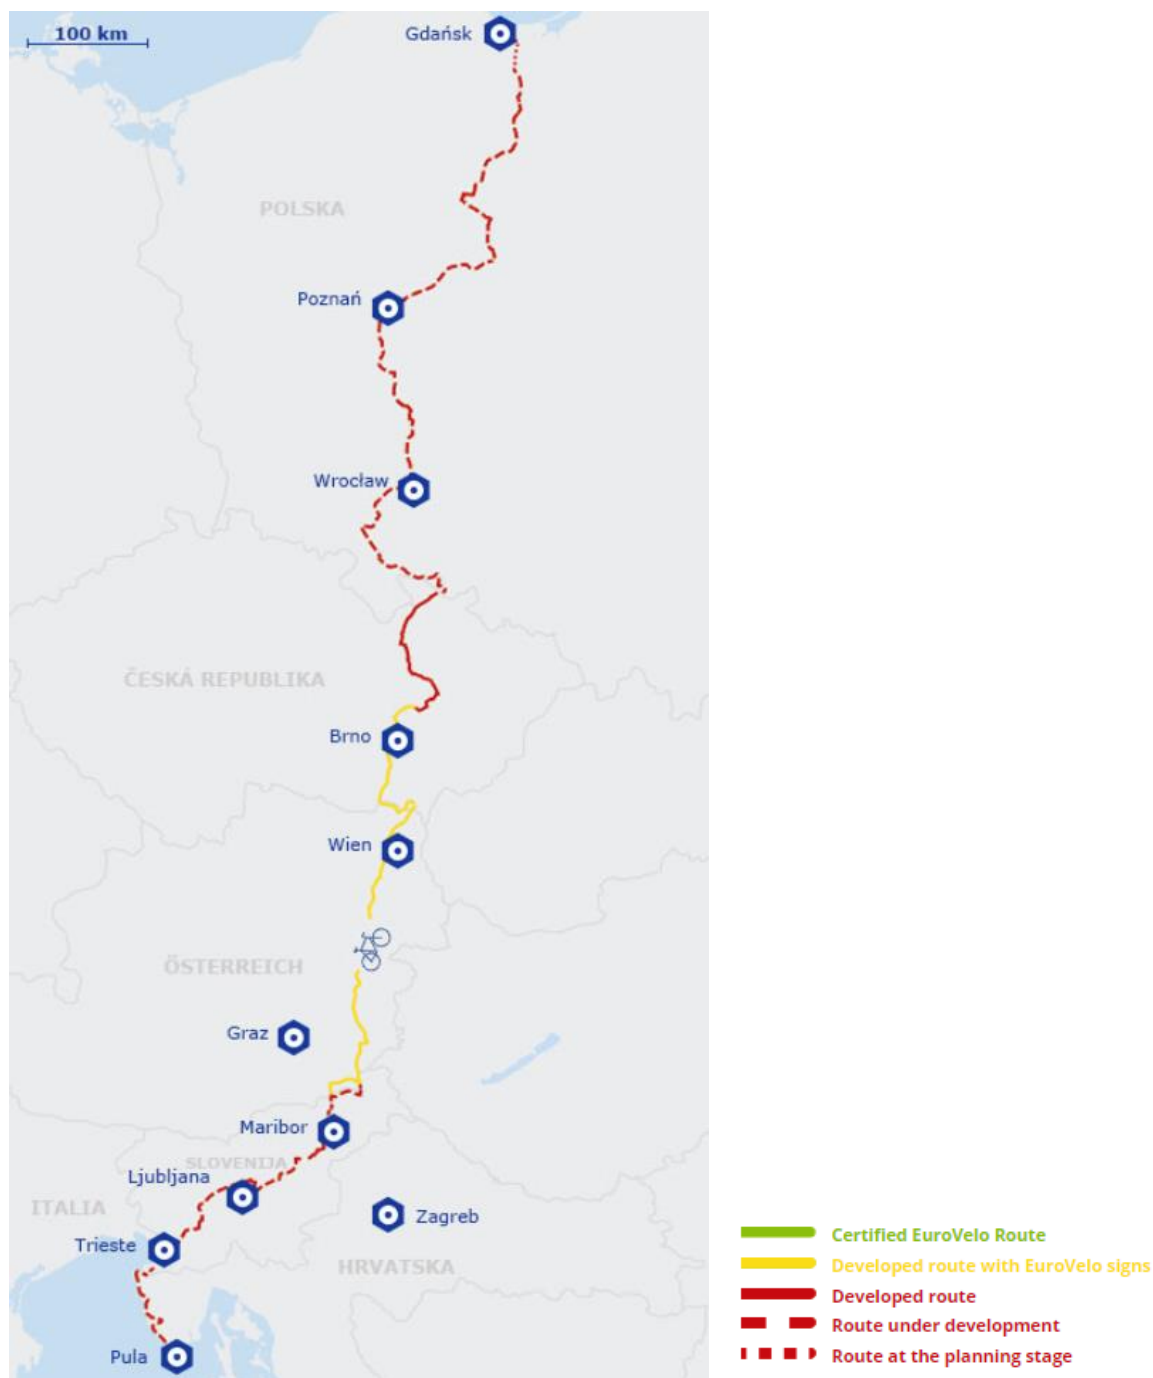 100 km
Gdańsk
POLSKA
Poznań
Wrocław
ČESKÁ REPUBLIKA
Brno
Wien
ÖSTERREICH
Graz
Maribor
SLOVENIJA
Ljubljana
ITALIA
Zagreb
Trieste
HRVATSKA
Pula
Certified EuroVelo Route
Developed route with EuroVelo signs
Developed route
Route under development
Route at the planning stage